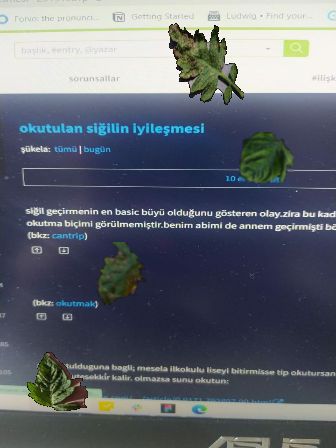 Forvo: the pronunci...
Getting Started
Ludwig • Find your...
başlık, #entry, @yazar
sorunsallar
#ilişk
okutulan siğilin iyileşmesi
şükela: tümü | bugün
10
siğil geçirmenin en basic büyü olduğunu gösteren olay.zira bu kad
okutma biçimi görülmemiştir.benim abimi de annem geçirmişti
(bkz: cantrip)
(bkz: okutmak)
bagli; mesela ilkokulu liseyi bitirmisse tip okutursan
kalir. olmazsa sunu okutun:
ASUS